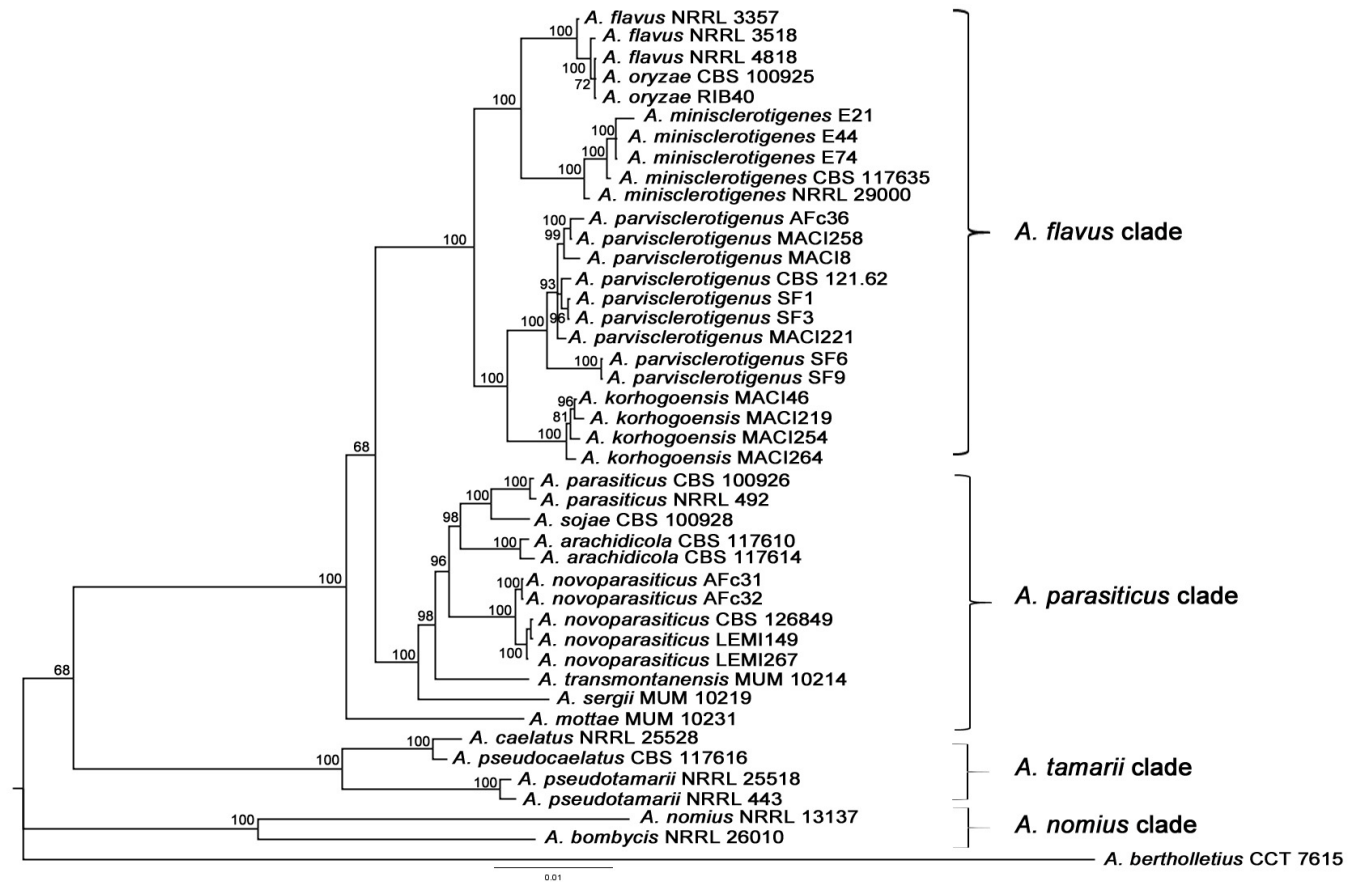 A. flavus NRRL 3357
100
A. flavus NRRL 3518
A. flavus NRRL 4818
100
A. oryzae CBS 100925
72
A. oryzae RIB40
100
A. minisclerotigenes E21
100
A. minisclerotigenes E44
100
A. minisclerotigenes E74
100
A. minisclerotigenes CBS 117635
A. minisclerotigenes NRRL 29000
A. parvisclerotigenus AFc36
100
A. flavus clade
99
A. parvisclerotigenus MACI258
100
A. parvisclerotigenus MACI8
A. parvisclerotigenus CBS 121.62
93
A. parvisclerotigenus SF1
96
A. parvisclerotigenus SF3
100
A. parvisclerotigenus MACI221
A. parvisclerotigenus SF6
100
A. parvisclerotigenus SF9
100
A. korhogoensis MACI46
96
A. korhogoensis MACI219
81
A. korhogoensis MACI254
100
68
A. korhogoensis MACI264
A. parasiticus CBS 100926
100
A. parasiticus NRRL 492
100
A. sojae CBS 100928
98
A. arachidicola CBS 117610
100
A. arachidicola CBS 117614
96
A. novoparasiticus AFc31
100
100
A. novoparasiticus AFc32
A. parasiticus clade
100
A. novoparasiticus CBS 126849
98
A. novoparasiticus LEMI149
100
A. novoparasiticus LEMI267
100
68
A. transmontanensis MUM 10214
A. sergii MUM 10219
A. mottae MUM 10231
A. caelatus NRRL 25528
100
A. pseudocaelatus CBS 117616
100
A. tamarii clade
A. pseudotamarii NRRL 25518
100
A. pseudotamarii NRRL 443
A. nomius NRRL 13137
100
A. nomius clade
A. bombycis NRRL 26010
A. bertholletius CCT 7615
0.01